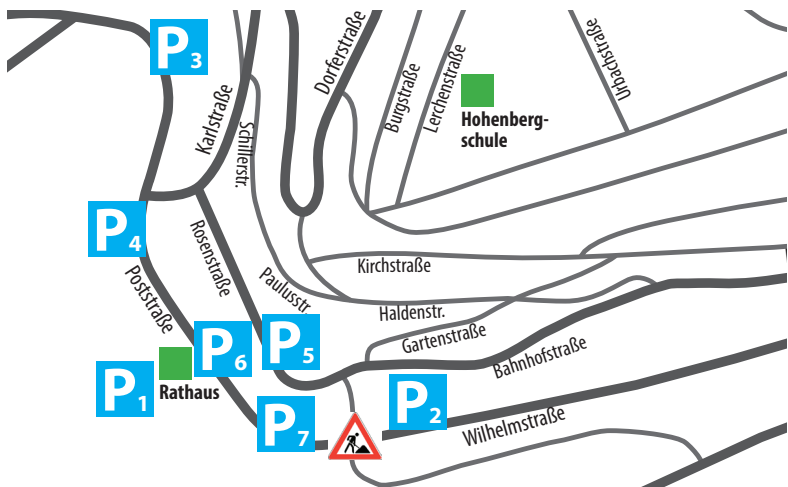 P3
Karlstraße
Schillerstr.
Dorferstraße
Burgstraße
Lerchenstraße
Urbachstraße
Hohenberg-
schule
P4
Rosenstraße
Poststraße
Paulusstr.
Kirchstraße
Haldenstr.
Gartenstraße
Bahnhofstraße
P5
P6
P1
Rathaus
P2
P7
Wilhelmstraße